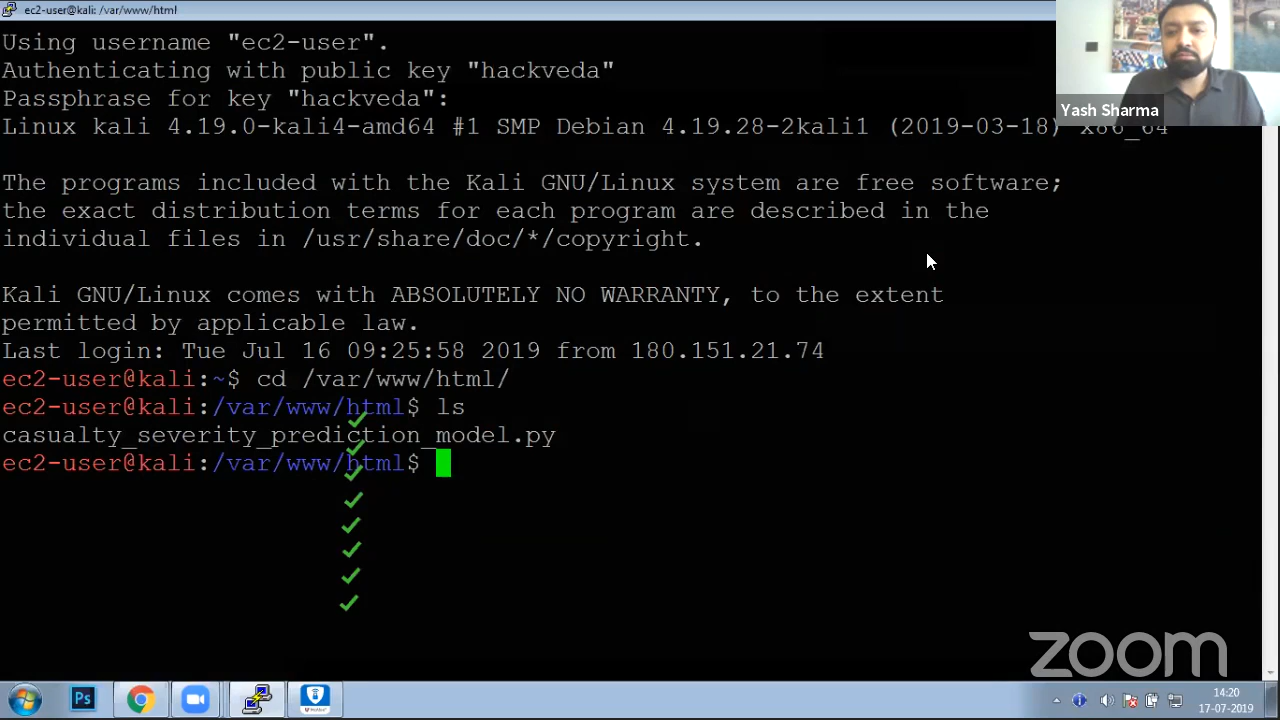 ec2-user@kali: /var/www/html
Using username "ec2-user".
Authenticating with public key "hackveda"
Passphrase for key "hackveda":
Linux kali 4.19.0-kali4-amd64 #1 SMP Debian 4.19.28-2kali1 (2019-03-18) x86_64
Yash Sharma
The programs included with the Kali GNU/Linux system are free software;
the exact distribution terms for each program are described in the
individual files in /usr/share/doc/*/copyright.
Kali GNU/Linux comes with ABSOLUTELY NO WARRANTY, to the extent
permitted by applicable law.
Last login: Tue Jul 16 09:25:58 2019 from 180.151.21.74
ec2-user@kali:~$ cd /var/www/html/
ec2-user@kali:/var/www/html$ ls
casualty_severity_prediction_model.py
ec2-user@kali:/var/www/html$
zoom
Ps
14:20
17-07-2019